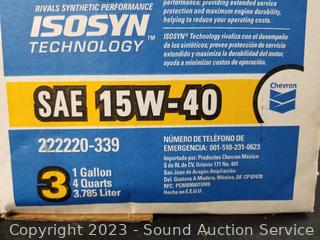 RIVALS SYNTHETIC PERFORMANCE
ISOSYN
TECHNOLOGY™
performance; providing extended service
protection and maximum engine durability,
helping to reduce your operating cost.
ISOSYN® Technology rivaliza con el desempeño
de los sintéticos; provee protección de servicio
extendido y maximiza la durabilidad del motor,
ayuda a minimizar costos de operación.
SAE 15W-40
Chevron
222220-339
NÚMERO DE TELÉFONO DE
EMERGENCIA: 001-510-231-0623
3
1 Gallon
4 Quarts
3.785 Liter
Importado por: Productos Chevron México
S de RL de CV, Oriente 171 No. 401
San Juan de Aragón Ampliación
Del. Gustavo A Madero, México, DF CP 07470
Hecho en E.E.U.U.
Copyright 2023 - Sound Auction Service